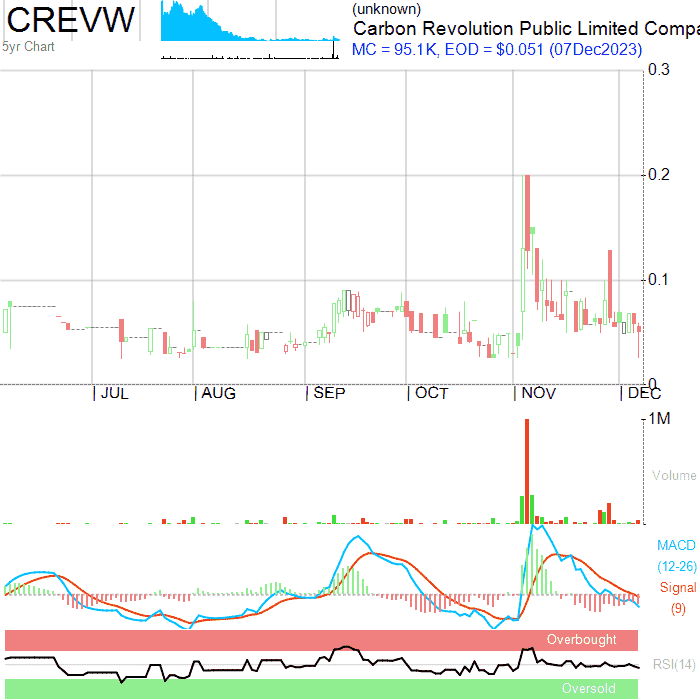 CREVW
5yr Chart
(unknown)
Carbon Revolution Public Limited Compa
MC = 95.1K, EOD = $0.051 (07Dec2023)
0.3
0.2
0.1
0
JUL
AUG
SEP
OCT
NOV
DEC
1M
Volume
MACD
(12-26)
Signal
(9)
Overbought
RSI(14)
Oversold